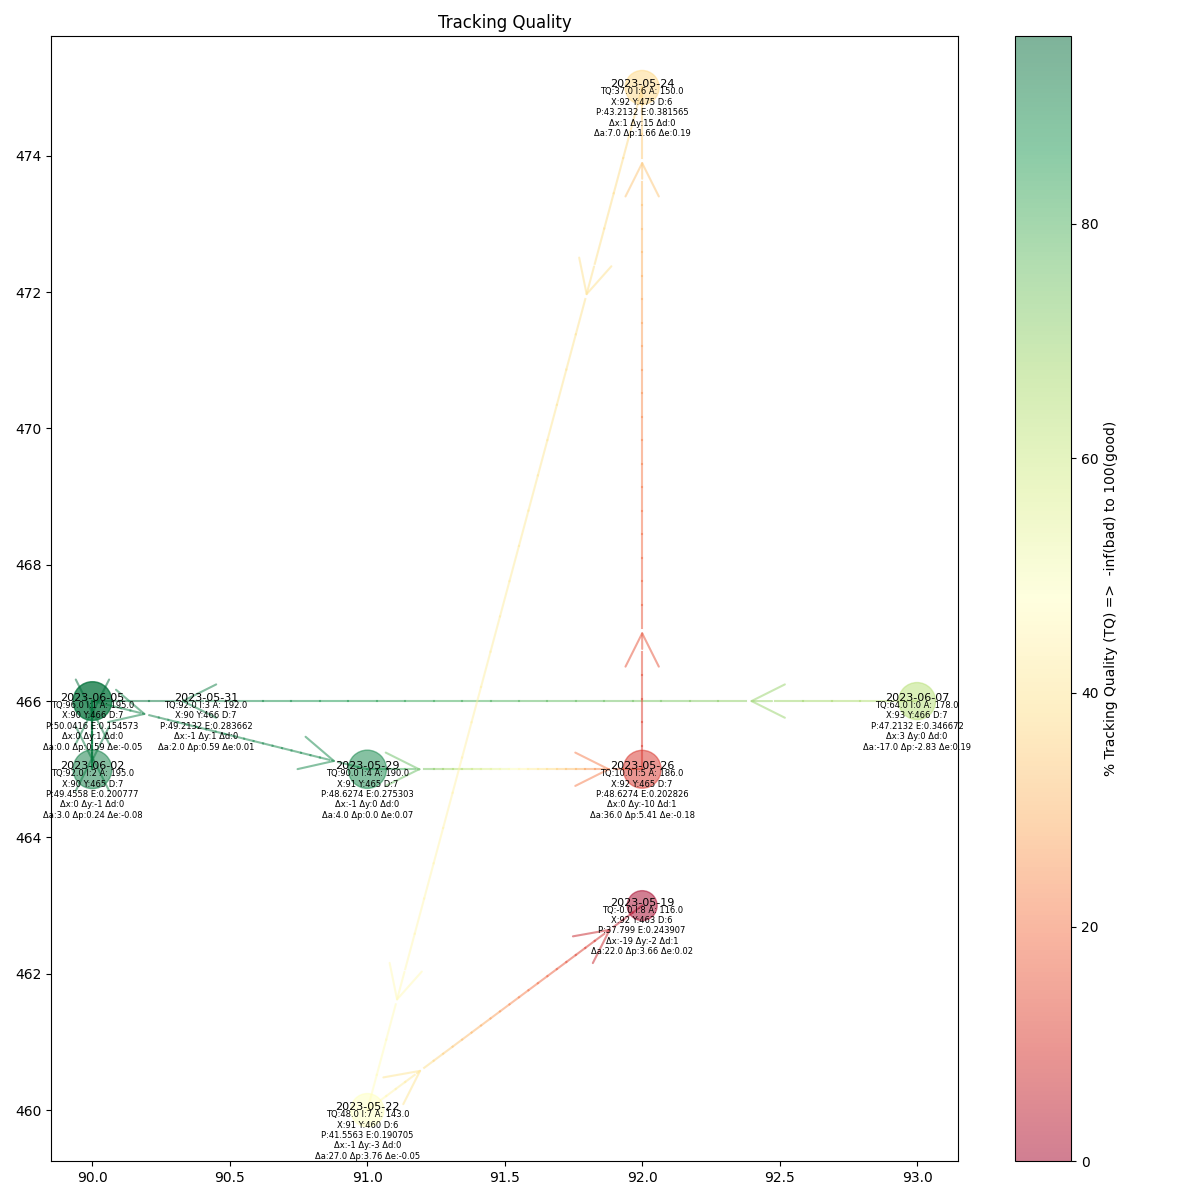 Tracking Quality
2023-05-24
TQ:37.0 I:6 A: 150.0
X:92 Y:475 D:6
P:43.2132 E:0.381565
Δx:1 Δy:15 Δd:0
Δa:7.0 Δp:1.66 Δe:0.19
2023-06-05
TQ:96.0 I:1 A: 195.0
X:90 Y:466 D:7
P:50.0416 E:0.154573
Δx:0 Δy:1 Δd:0
Δa:0.0 Δp:0.59 Δe:-0.05
2023-05-31
TQ:92.0 I:3 A: 192.0
X:90 Y:466 D:7
P:49.2132 E:0.283662
Δx:-1 Δy:1 Δd:0
Δa:2.0 Δp:0.59 Δe:0.01
2023-06-07
TQ:64.0 I:0 A: 178.0
X:93 Y:466 D:7
P:47.2132 E:0.346672
Δx:3 Δy:0 Δd:0
Δa:-17.0 Δp:-2.83 Δe:0.19
2023-06-02
TQ:92.0 I:2 A: 195.0
X:90 Y:465 D:7
P:49.4558 E:0.200777
Δx:0 Δy:-1 Δd:0
Δa:3.0 Δp:0.24 Δe:-0.08
2023-05-29
TQ:90.0 I:4 A: 190.0
X:91 Y:465 D:7
P:48.6274 E:0.275303
Δx:-1 Δy:0 Δd:0
Δa:4.0 Δp:0.0 Δe:0.07
2023-05-26
TQ:10.0 I:5 A: 186.0
X:92 Y:465 D:7
P:48.6274 E:0.202826
Δx:0 Δy:-10 Δd:1
Δa:36.0 Δp:5.41 Δe:-0.18
2023-05-19
TQ:-0.0 I:8 A: 116.0
X:92 Y:463 D:6
P:37.799 E:0.243907
Δx:-19 Δy:-2 Δd:1
Δa:22.0 Δp:3.66 Δe:0.02
2023-05-22
TQ:48.0 I:7 A: 143.0
X:91 Y:460 D:6
P:41.5563 E:0.190705
Δx:-1 Δy:-3 Δd:0
Δa:27.0 Δp:3.76 Δe:-0.05
474
472
470
468
466
464
462
460
90.0 90.5 91.0 91.5 92.0 92.5 93.0
80
60
40
20
0
% Tracking Quality (TQ) => -inf(bad) to 100(good)